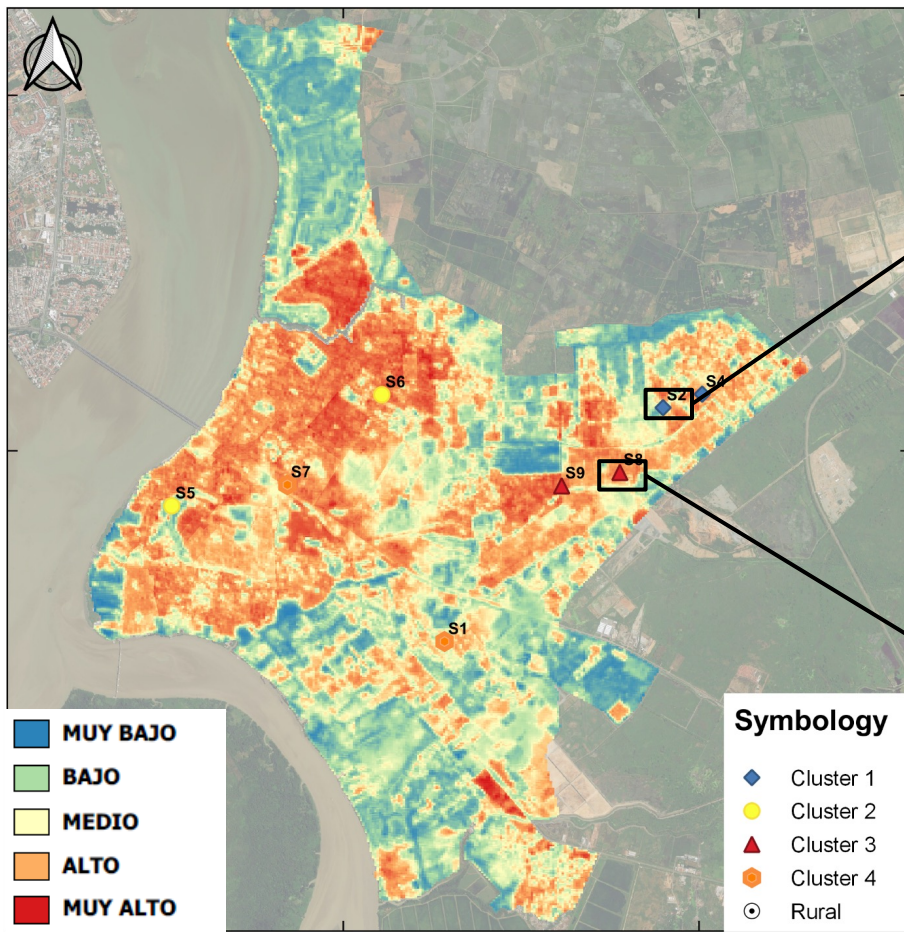 S6
S4
S2
S7
S9
S8
S5
S1
MUY BAJO
BAJO
MEDIO
ALTO
MUY ALTO
Symbology
Cluster 1
Cluster 2
Cluster 3
Cluster 4
Rural